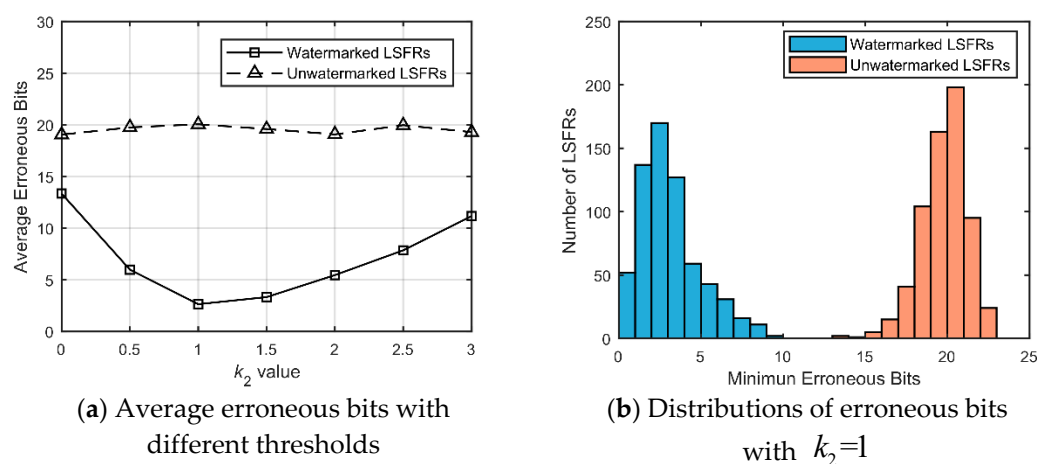 30
25
20
15
10
5
0
Average Erroneous Bits
Watermarked LSFRs
Unwatermarked LSFRs
0 0.5 1 1.5 2 2.5 3
k2 value
(a) Average erroneous bits with
different thresholds
250
200
150
100
50
0
Number of LSFRs
Watermarked LSFRs
Unwatermarked LSFRs
0 5 10 15 20 25
Minimun Erroneous Bits
(b) Distributions of erroneous bits
with k2=1